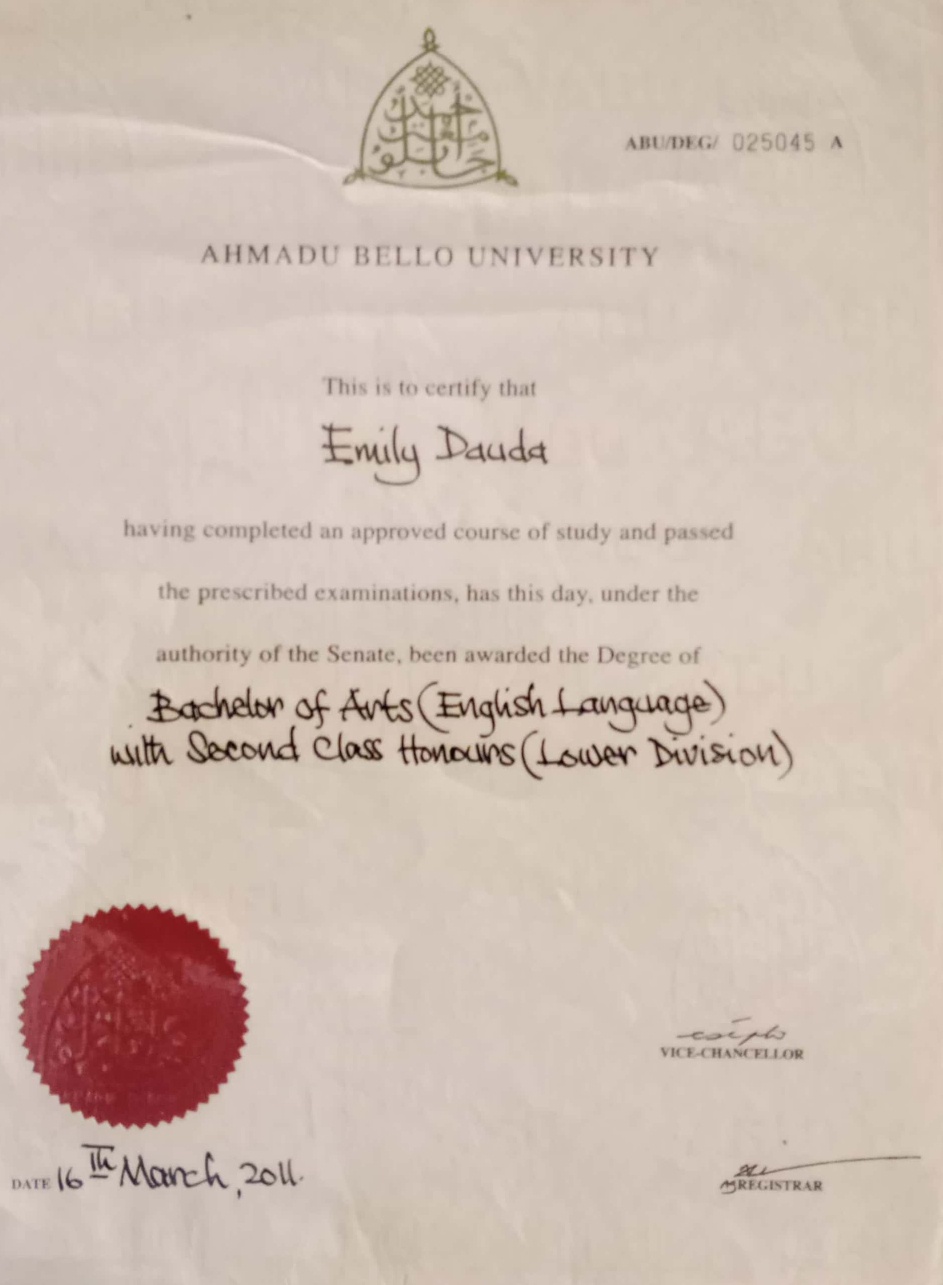 ABU/DEG/ 025045 A
AHMADU BELLO UNIVERSITY
This is to certify that
Emily Dauda
having completed an approved course of study and passed
the prescribed examinations, has this day, under the
authority of the Senate, been awarded the Degree of
Bachelor of Arts (English Language)
with Second Class Honours (Lower Division)
VICE-CHANCELLOR
DATE 16TH March, 2011.
REGISTRAR